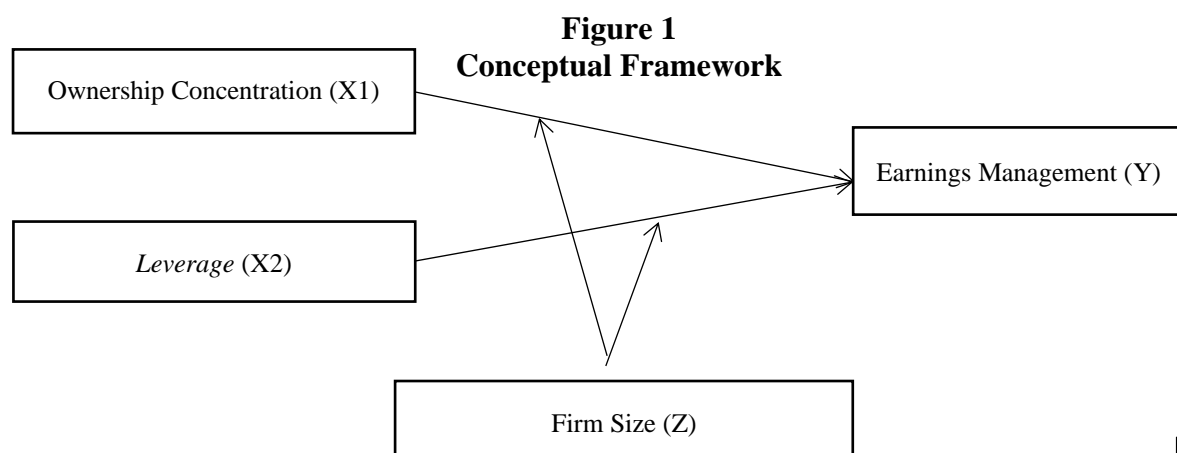 Figure 1
Conceptual Framework
Ownership Concentration (X1)
Earnings Management (Y)
Leverage (X2)
Firm Size (Z)